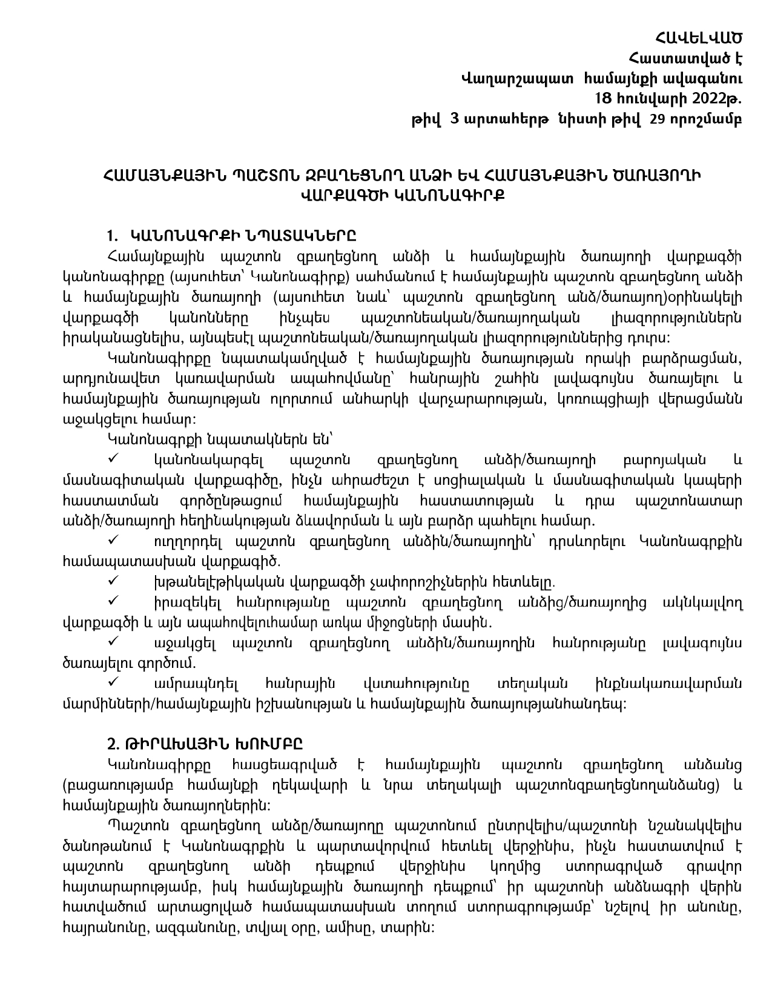 ՀԱՎԵԼՎԱԾ
Հաստատված է
Վաղարշապատ համայնքի ավագանու
18 հունվարի 2022թ.
թիվ 3 արտահերթ նիստի թիվ 29 որոշմամբ
ՀԱՄԱՅՆՔԱՅԻՆ ՊԱՇՏՈՆ ԶԲԱՂԵՑՆՈՂ ԱՆՁԻ ԵՎ ՀԱՄԱՅՆՔԱՅԻՆ ԾԱՌԱՅՈՂԻ
ՎԱՐՔԱԳԾԻ ԿԱՆՈՆԱԳԻՐՔ
1. ԿԱՆՈՆԱԳՐՔԻ ՆՊԱՏԱԿՆԵՐԸ
Համայնքային պաշտոն զբաղեցնող անձի և համայնքային ծառայողի վարքագծի
կանոնագիրքը (այսուհետ՝ Կանոնագիրք) սահմանում է համայնքային պաշտոն զբաղեցնող անձի
և համայնքային ծառայողի (այսուհետ նաև՝ պաշտոն զբաղեցնող անձ/ծառայող)օրինակելի
վարքագծի կանոնները ինչպես պաշտոնեական/ծառայողական լիազորություններն
իրականացնելիս, այնպեսէլ պաշտոնեական/ծառայողական լիազորություններից դուրս:
Կանոնագիրքը նպատակամղված է համայնքային ծառայության որակի բարձրացման,
արդյունավետ կառավարման ապահովմանը՝ հանրային շահին լավագույնս ծառայելու և
համայնքային ծառայության ոլորտում անհարկի վարչարարության, կոռուպցիայի վերացմանն
աջակցելու համար:
Կանոնագրքի նպատակներն են՝
✓ կանոնակարգել պաշտոն զբաղեցնող անձի/ծառայողի բարոյական և
մասնագիտական վարքագիծը, ինչն ահրաժեշտ է սոցիալական և մասնագիտական կապերի
հաստատման գործընթացում համայնքային հաստատության և դրա պաշտոնատար
անձի/ծառայողի հեղինակության ձևավորման և այն բարձր պահելու համար.
✓ ուղղորդել պաշտոն զբաղեցնող անձին/ծառայողին՝ դրսևորելու Կանոնագրքին
համապատասխան վարքագիծ.
✓ խթանելէթիկական վարքագծի չափորոշիչներին հետևելը.
✓ իրազեկել հանրությանը պաշտոն զբաղեցնող անձից/ծառայողից ակնկալվող
վարքագծի և այն ապահովելուհամար առկա միջոցների մասին.
✓ աջակցել պաշտոն զբաղեցնող անձին/ծառայողին հանրությանը լավագույնս
ծառայելու գործում.
✓ ամրապնդել հանրային վստահությունը տեղական ինքնակառավարման
մարմինների/համայնքային իշխանության և համայնքային ծառայությանհանդեպ:
2. ԹԻՐԱԽԱՅԻՆ ԽՈՒՄԲԸ
Կանոնագիրքը հասցեագրված է համայնքային պաշտոն զբաղեցնող անձանց
(բացառությամբ համայնքի ղեկավարի և նրա տեղակալի պաշտոնզբաղեցնողանձանց) և
համայնքային ծառայողներին:
Պաշտոն զբաղեցնող անձը/ծառայողը պաշտոնում ընտրվելիս/պաշտոնի նշանակվելիս
ծանոթանում է Կանոնագրքին և պարտավորվում հետևել վերջինիս, ինչն հաստատվում է
պաշտոն զբաղեցնող անձի դեպքում վերջինիս կողմից ստորագրված գրավոր
հայտարարությամբ, իսկ համայնքային ծառայողի դեպքում՝ իր պաշտոնի անձնագրի վերին
հատվածում արտացոլված համապատասխան տողում ստորագրությամբ՝ նշելով իր անունը,
հայրանունը, ազգանունը, տվյալ օրը, ամիսը, տարին: